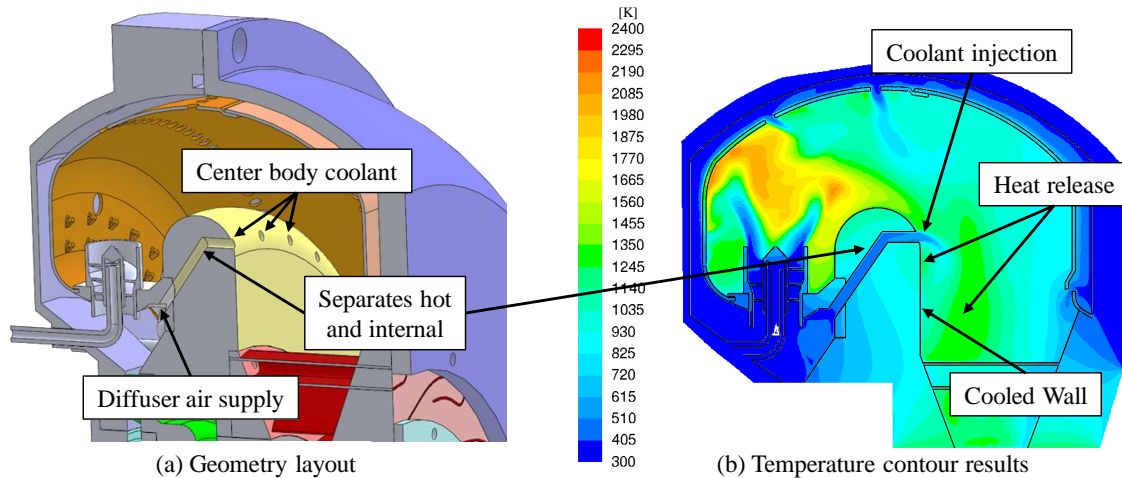 [K]
2400
2295
2190
2085
1980
1875
1770
1665
1560
1455
1350
1245
1140
1035
930
825
720
615
510
405
300
Center body coolant
Separates hot
and internal
Diffuser air supply
Coolant injection
Heat release
Cooled Wall
(a) Geometry layout
(b) Temperature contour results